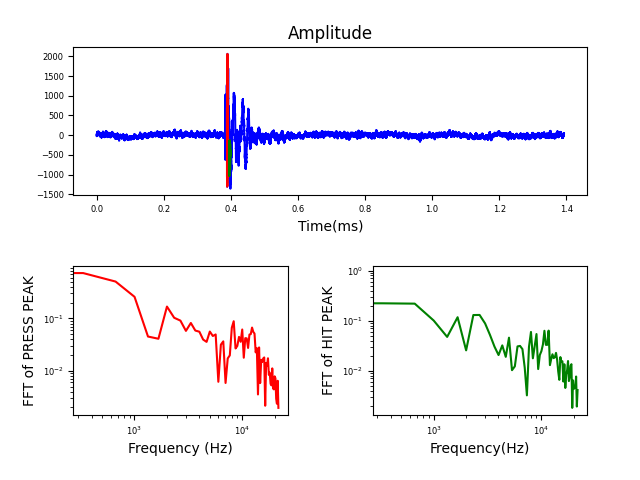 Amplitude
2000
1500
1000
500
0
−500
−1000
−1500
0.0 0.2 0.4 0.6 0.8 1.0 1.2 1.4
Time(ms)
FFT of PRESS PEAK
10⁻¹
10⁻²
10³ 10⁴
Frequency (Hz)
FFT of HIT PEAK
10⁰
10⁻¹
10⁻²
10³ 10⁴
Frequency(Hz)